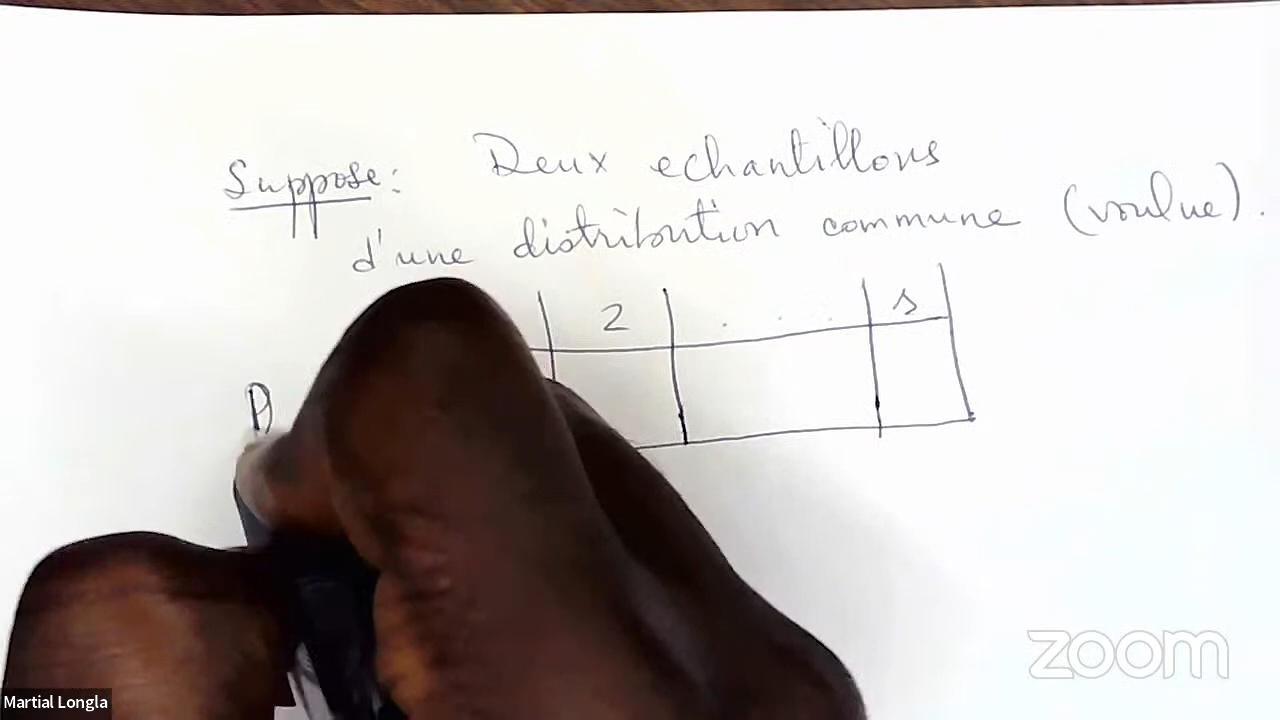 Suppose: Deux echantillons
d'une distribution commune (voulue).
2 . . . s
P
zoom
Martial Longla